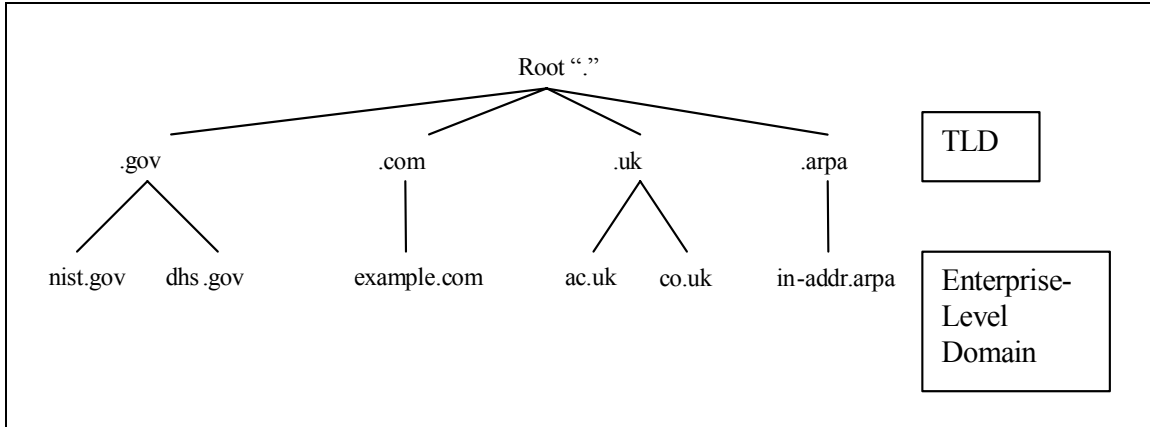 Root “.”
.gov .com .uk .arpa
TLD
nist.gov dhs.gov example.com ac.uk co.uk in-addr.arpa
Enterprise-
Level
Domain